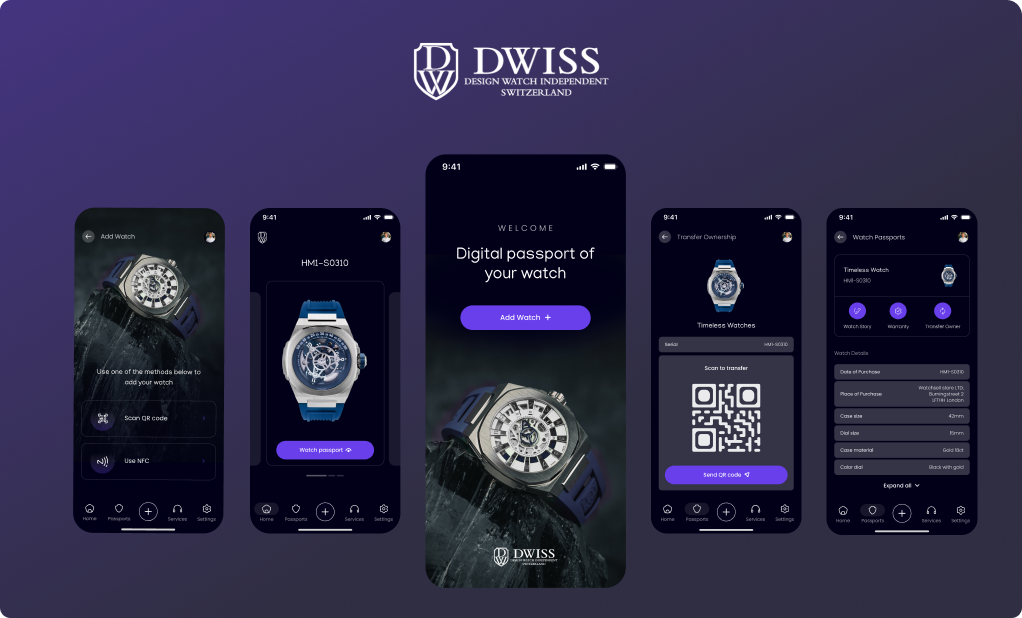 DW
DWISS
DESIGN WATCH INDEPENDENT
SWITZERLAND
Add Watch
Use one of the methods below to
add your watch
Scan QR code
Use NFC
Home
Passports
Services
Settings
9:41
HM1-S0310
Watch passport
Home
Passports
Services
Settings
9:41
WELCOME
Digital passport of
your watch
Add Watch +
DWISS
DESIGN WATCH INDEPENDENT
SWITZERLAND
9:41
Transfer Ownership
Timeless Watches
Serial HM1-S0310
Scan to transfer
Send QR code
Home
Passports
Services
Settings
9:41
Watch Passports
Timeless Watch
HM1-S0310
Watch Story
Warranty
Transfer Owner
Watch Details
Date of Purchase HM1-S0310
Place of Purchase Watchsell store LTD,
Burningstreet 2
U17HH London
Case size 42mm
Dial size 15mm
Case material Gold 18ct
Color dial Black with gold
Expand all
Home
Passports
Services
Settings